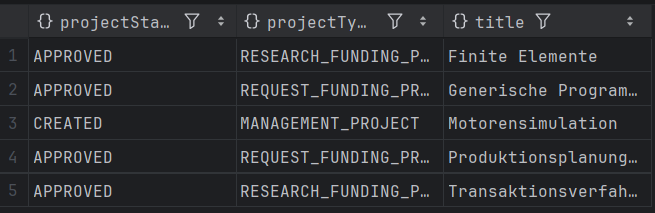 {} projectSta… {} projectTy… {} title
1 APPROVED RESEARCH_FUNDING_P… Finite Elemente
2 APPROVED REQUEST_FUNDING_PR… Generische Program…
3 CREATED MANAGEMENT_PROJECT Motorensimulation
4 APPROVED REQUEST_FUNDING_PR… Produktionsplanung…
5 APPROVED RESEARCH_FUNDING_P… Transaktionsverfah…